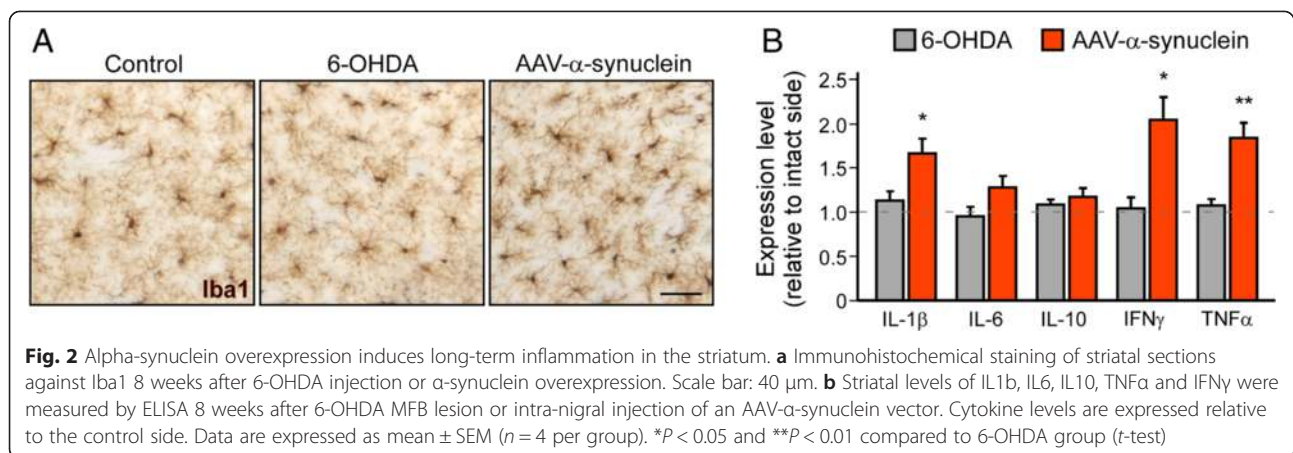 A
Control 6-OHDA AAV-α-synuclein
Iba1
B
6-OHDA AAV-α-synuclein
Expression level
(relative to intact side)
2.5
2.0
1.5
1.0
0.5
0
* * **
IL-1β IL-6 IL-10 IFNγ TNFα
Fig. 2 Alpha-synuclein overexpression induces long-term inflammation in the striatum. a Immunohistochemical staining of striatal sections
against Iba1 8 weeks after 6-OHDA injection or α-synuclein overexpression. Scale bar: 40 μm. b Striatal levels of IL1b, IL6, IL10, TNFα and IFNγ were
measured by ELISA 8 weeks after 6-OHDA MFB lesion or intra-nigral injection of an AAV-α-synuclein vector. Cytokine levels are expressed relative
to the control side. Data are expressed as mean ± SEM (n = 4 per group). *P < 0.05 and **P < 0.01 compared to 6-OHDA group (t-test)